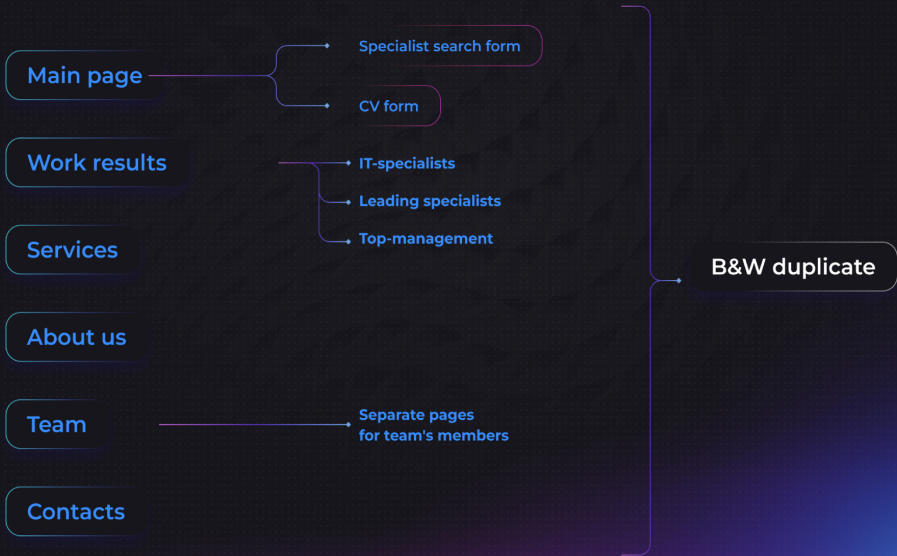 Main page
Specialist search form
CV form
Work results
IT-specialists
Leading specialists
Top-management
Services
About us
Team
Separate pages
for team's members
Contacts
B&W duplicate